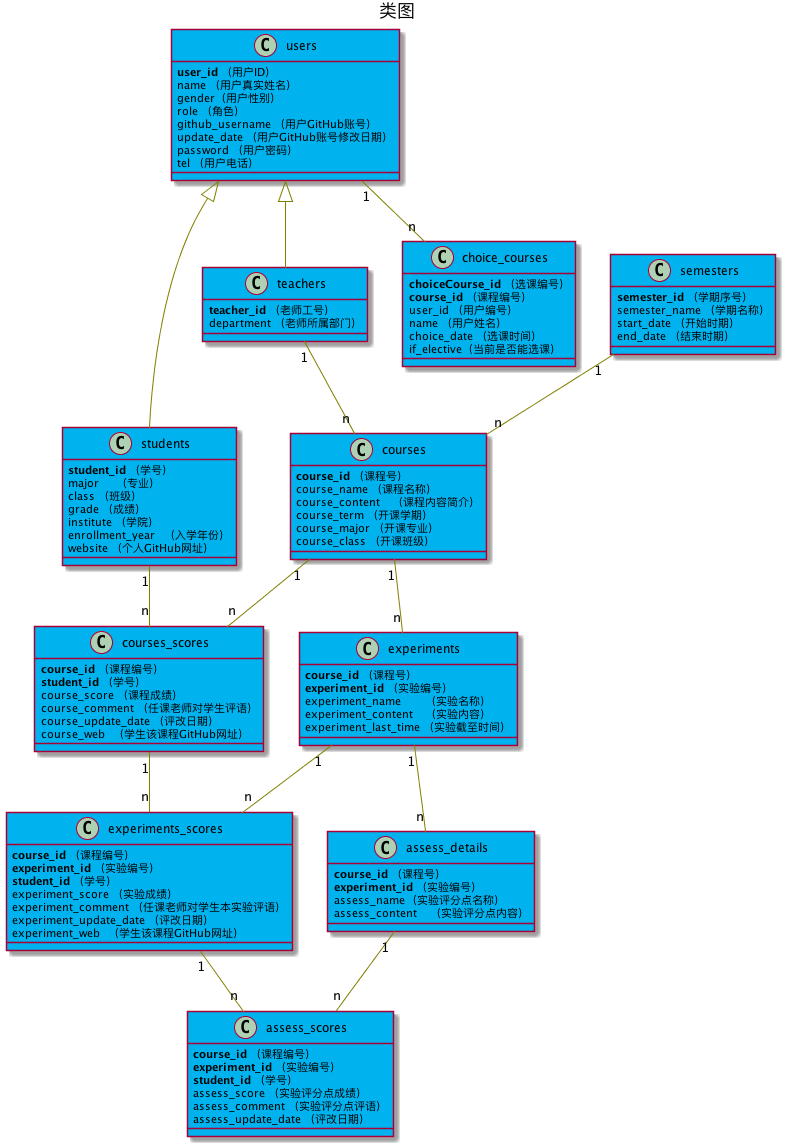 类图
C users
user_id （用户ID）
name （用户真实姓名）
gender（用户性别）
role （角色）
github_username （用户GitHub账号）
update_date （用户GitHub账号修改日期）
password （用户密码）
tel （用户电话）
1
n
C teachers
teacher_id （老师工号）
department （老师所属部门）
C choice_courses
choiceCourse_id （选课编号）
course_id （课程编号）
user_id （用户编号）
name （用户姓名）
choice_date （选课时间）
if_elective（当前是否能选课）
C semesters
semester_id （学期序号）
semester_name （学期名称）
start_date （开始时期）
end_date （结束时期）
1
n
1
n
C students
student_id （学号）
major （专业）
class （班级）
grade （成绩）
institute （学院）
enrollment_year （入学年份）
website （个人GitHub网址）
C courses
course_id （课程号）
course_name （课程名称）
course_content （课程内容简介）
course_term （开课学期）
course_major （开课专业）
course_class （开课班级）
1
n
1
n
1
n
C courses_scores
course_id （课程编号）
student_id （学号）
course_score （课程成绩）
course_comment （任课老师对学生评语）
course_update_date （评改日期）
course_web （学生该课程GitHub网址）
C experiments
course_id （课程号）
experiment_id （实验编号）
experiment_name （实验名称）
experiment_content （实验内容）
experiment_last_time （实验截至时间）
1
n
1
n
1
n
C experiments_scores
course_id （课程编号）
experiment_id （实验编号）
student_id （学号）
experiment_score （实验成绩）
experiment_comment （任课老师对学生本实验评语）
experiment_update_date （评改日期）
experiment_web （学生该课程GitHub网址）
C assess_details
course_id （课程号）
experiment_id （实验编号）
assess_name（实验评分点名称）
assess_content （实验评分点内容）
1
n
1
n
C assess_scores
course_id （课程编号）
experiment_id （实验编号）
student_id （学号）
assess_score （实验评分点成绩）
assess_comment （实验评分点评语）
assess_update_date （评改日期）